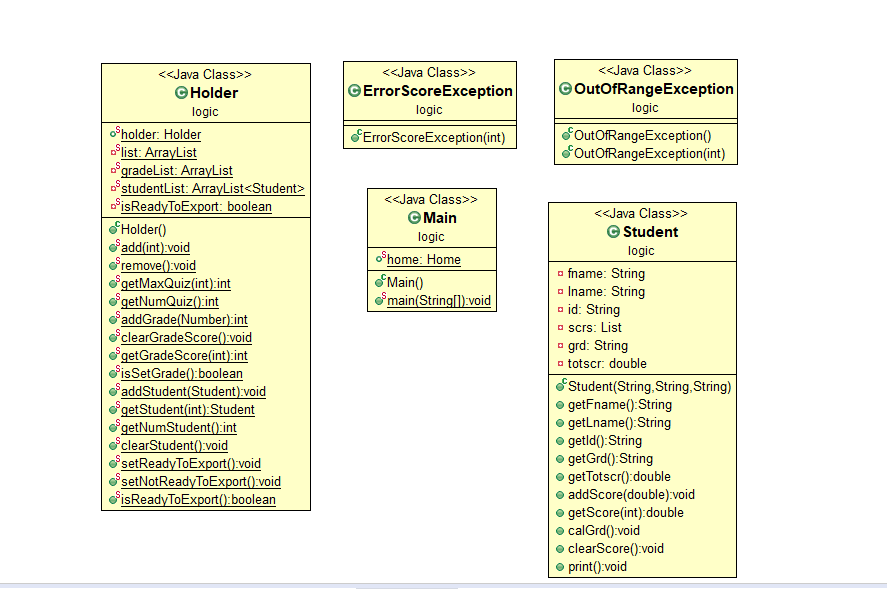 <<Java Class>>
Holder
logic
holder: Holder
list: ArrayList
gradeList: ArrayList
studentList: ArrayList<Student>
isReadyToExport: boolean
Holder()
add(int):void
remove():void
getMaxQuiz(int):int
getNumQuiz():int
addGrade(Number):int
clearGradeScore():void
getGradeScore(int):int
isSetGrade():boolean
addStudent(Student):void
getStudent(int):Student
getNumStudent():int
clearStudent():void
setReadyToExport():void
setNotReadyToExport():void
isReadyToExport():boolean
<<Java Class>>
ErrorScoreException
logic
ErrorScoreException(int)
<<Java Class>>
OutOfRangeException
logic
OutOfRangeException()
OutOfRangeException(int)
<<Java Class>>
Main
logic
home: Home
Main()
main(String[]):void
<<Java Class>>
Student
logic
fname: String
lname: String
id: String
scrs: List
grd: String
totscr: double
Student(String,String,String)
getFname():String
getLname():String
getId():String
getGrd():String
getTotscr():double
addScore(double):void
getScore(int):double
calGrd():void
clearScore():void
print():void